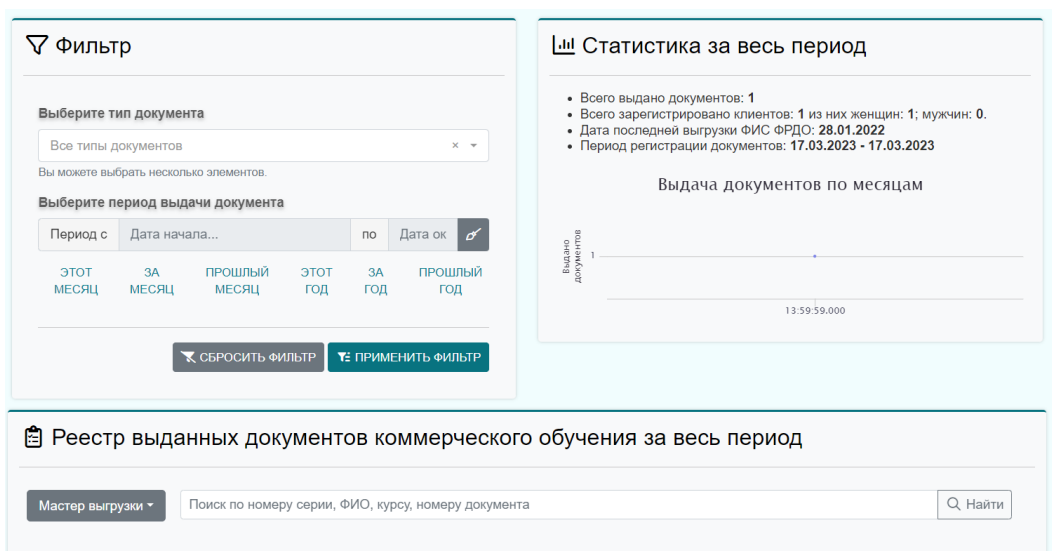 Фильтр
Выберите тип документа
Все типы документов
×
Вы можете выбрать несколько элементов.
Выберите период выдачи документа
Период с
Дата начала...
по
Дата ок
ЭТОТ МЕСЯЦ
ЗА МЕСЯЦ
ПРОШЛЫЙ МЕСЯЦ
ЭТОТ ГОД
ЗА ГОД
ПРОШЛЫЙ ГОД
СБРОСИТЬ ФИЛЬТР
ПРИМЕНИТЬ ФИЛЬТР
Статистика за весь период
• Всего выдано документов: 1
• Всего зарегистрировано клиентов: 1 из них женщин: 1; мужчин: 0.
• Дата последней выгрузки ФИС ФРДО: 28.01.2022
• Период регистрации документов: 17.03.2023 - 17.03.2023
Выдача документов по месяцам
Выдано
документов
1
13:59:59.000
Реестр выданных документов коммерческого обучения за весь период
Мастер выгрузки
Поиск по номеру серии, ФИО, курсу, номеру документа
Найти